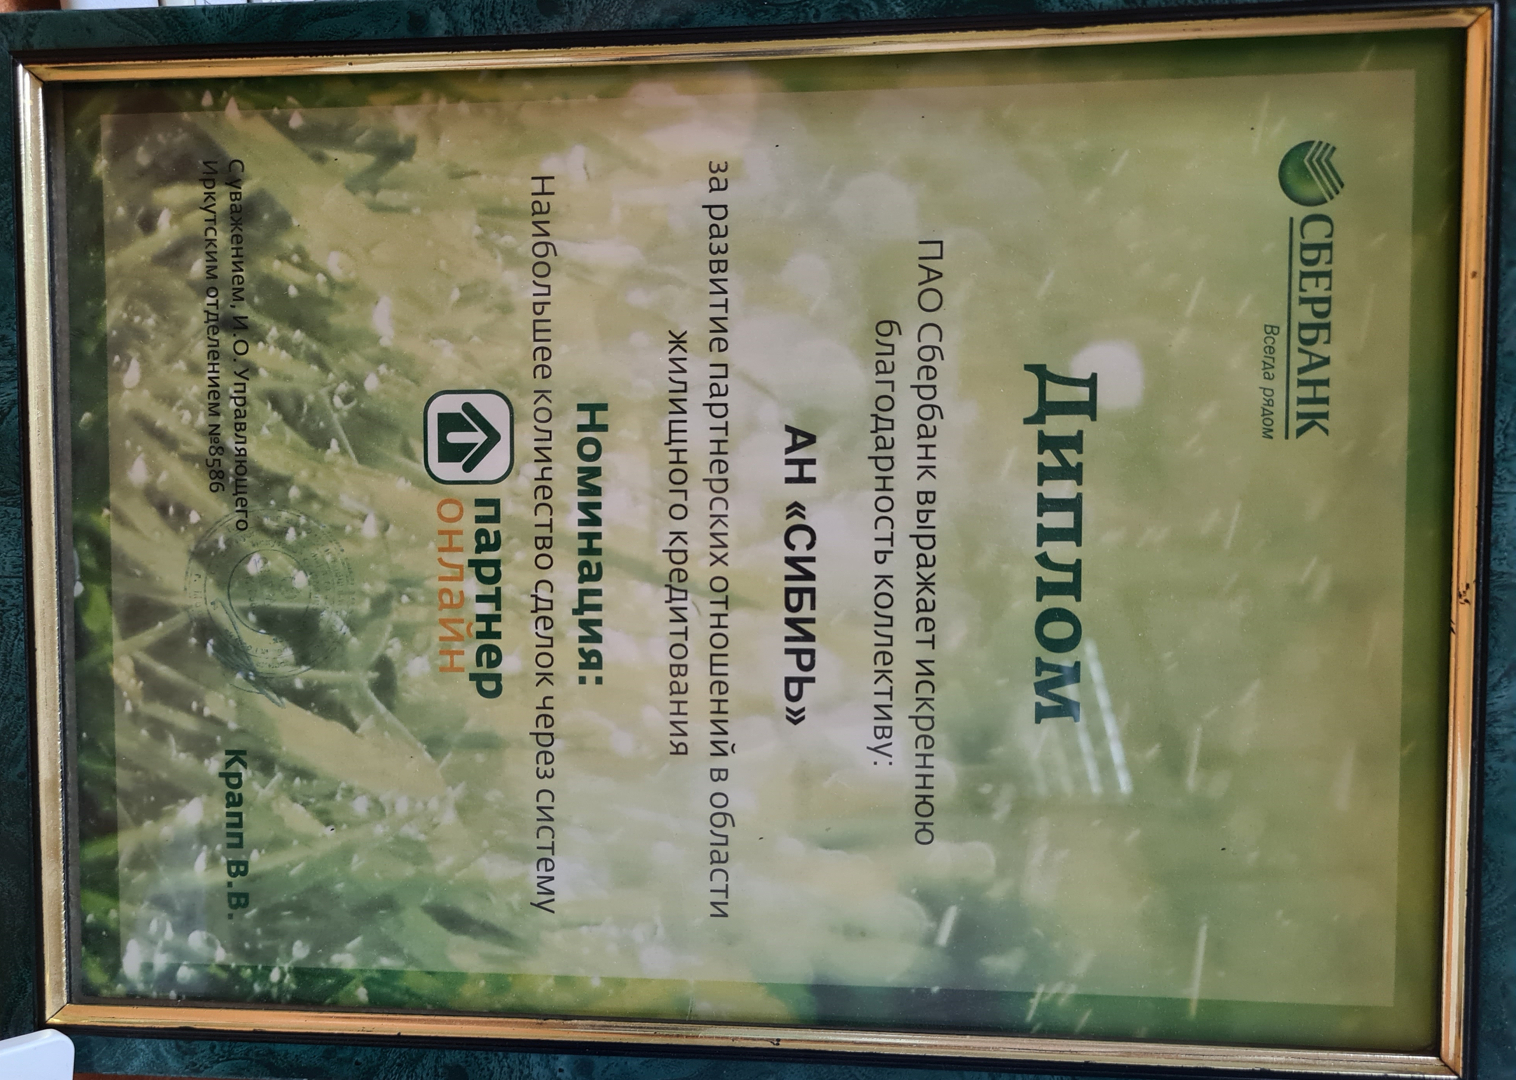 СБЕРБАНК
Всегда рядом
Диплом
ПАО Сбербанк выражает искреннюю
благодарность коллективу:
АН «СИБИРЬ»
за развитие партнерских отношений в области
жилищного кредитования
Номинация:
Наибольшее количество сделок через систему
партнер
онлайн
С уважением, И.О. Управляющего
Иркутским отделением №8586
Крапп В.В.